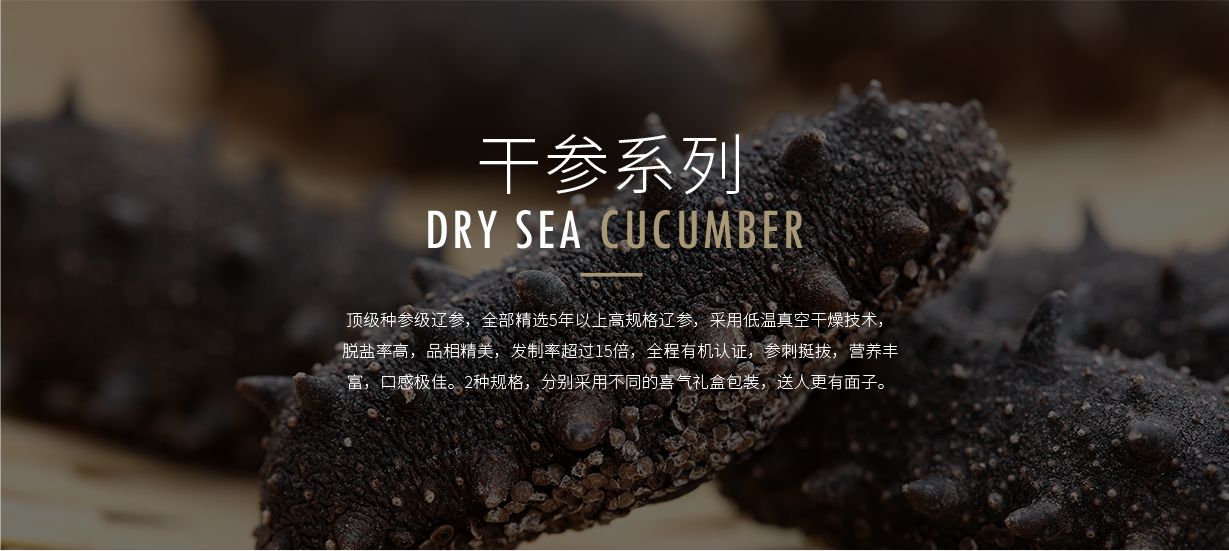 干参系列
DRY SEA CUCUMBER
顶级种参级辽参，全部精选5年以上高规格辽参，采用低温真空干燥技术，
脱盐率高，品相精美，发制率超过15倍，全程有机认证，参刺挺拔，营养丰
富，口感极佳。2种规格，分别采用不同的喜气礼盒包装，送人更有面子。